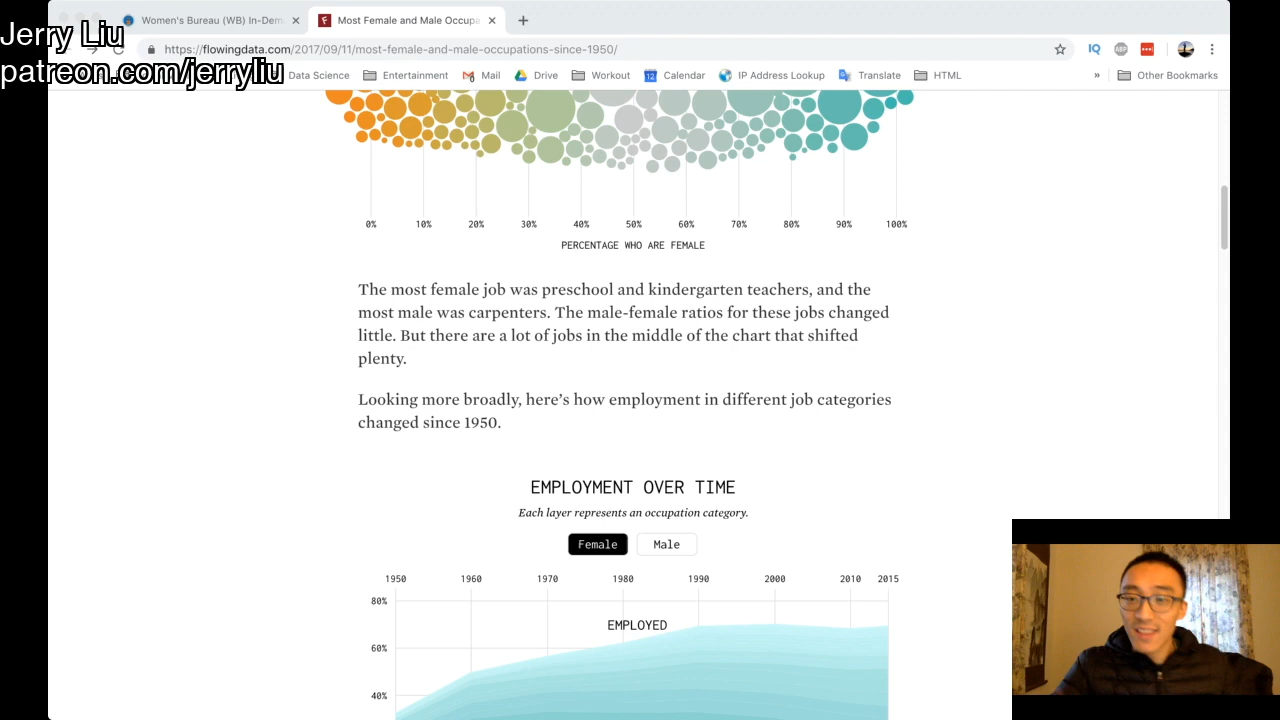 Jerry Liu
patreon.com/jerryliu
Women's Bureau (WB) In-Dem
Most Female and Male Occupa
https://flowingdata.com/2017/09/11/most-female-and-male-occupations-since-1950/
IQ
ABP
Data Science
Entertainment
Mail
Drive
Workout
12
Calendar
IP Address Lookup
Translate
HTML
»
Other Bookmarks
0% 10% 20% 30% 40% 50% 60% 70% 80% 90% 100%
PERCENTAGE WHO ARE FEMALE
The most female job was preschool and kindergarten teachers, and the
most male was carpenters. The male-female ratios for these jobs changed
little. But there are a lot of jobs in the middle of the chart that shifted
plenty.
Looking more broadly, here's how employment in different job categories
changed since 1950.
EMPLOYMENT OVER TIME
Each layer represents an occupation category.
Female
Male
1950 1960 1970 1980 1990 2000 2010 2015
80%
EMPLOYED
60%
40%